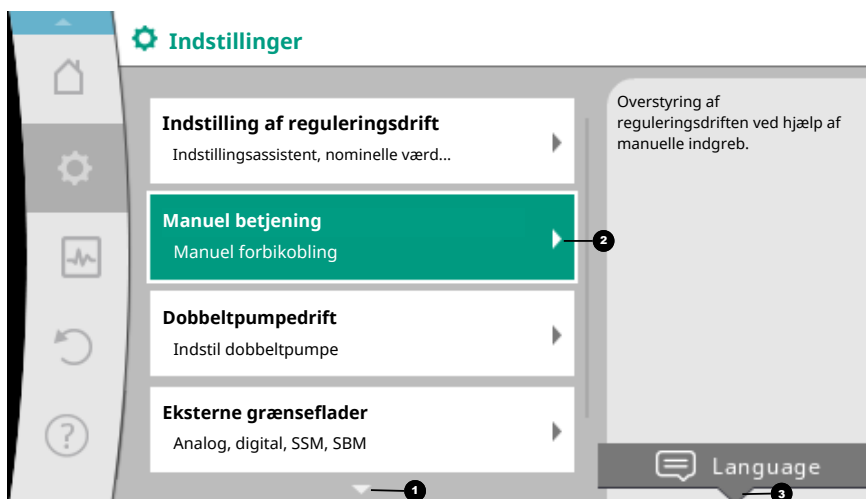 Indstillinger
Indstilling af reguleringsdrift
Indstillingsassistent, nominelle værd...
Manuel betjening
Manuel forbikobling
Dobbeltpumpedrift
Indstil dobbeltpumpe
Eksterne grænseflader
Analog, digital, SSM, SBM
Overstyring af
reguleringsdriften ved hjælp af
manuelle indgreb.
Language
?
1
2
3